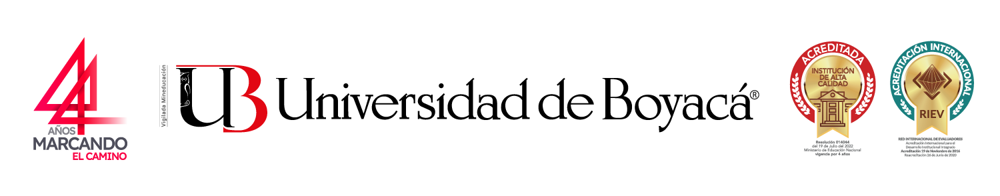 44
AÑOS
MARCANDO
EL CAMINO
Vigilada Mineducación
UB
Universidad de Boyacá®
ACREDITADA
INSTITUCIÓN
DE ALTA
CALIDAD
Resolución 014044
del 19 de Julio del 2022
Ministerio de Educación Nacional
vigencia por 4 años
ACREDITACIÓN INTERNACIONAL
RIEV
RED INTERNACIONAL DE EVALUADORES
Acreditación Internacional para el
Desarrollo Institucional Integrado
Acreditación 19 de Noviembre de 2016
Reacreditación 26 de Junio de 2020